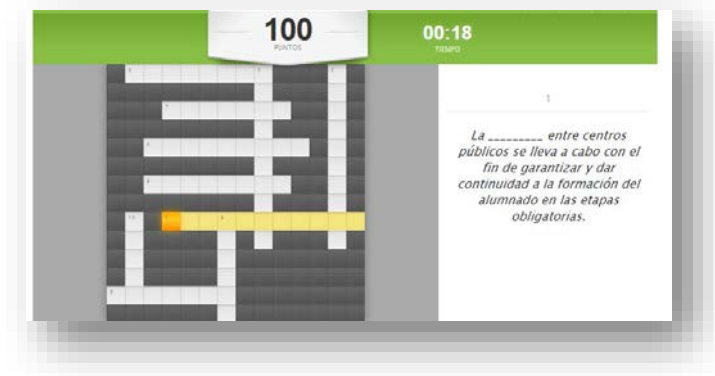 100
PUNTOS
00:18
TIEMPO
1
La _________ entre centros
públicos se lleva a cabo con el
fin de garantizar y dar
continuidad a la formación del
alumnado en las etapas
obligatorias.